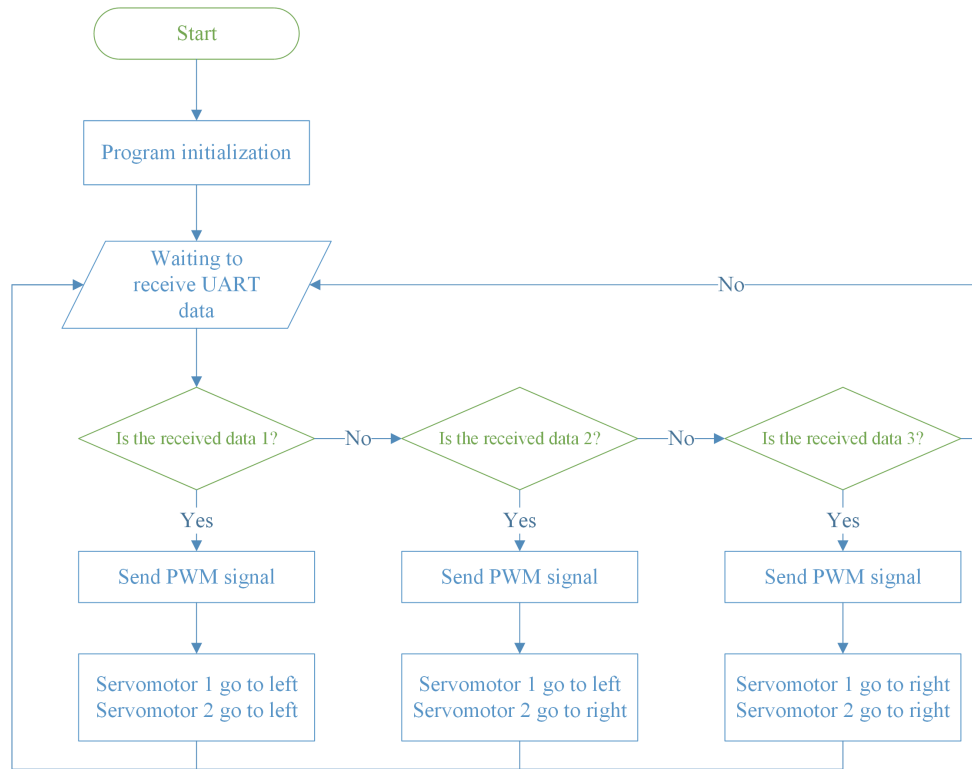 Start
Program initialization
Waiting to
receive UART
data
No
Is the received data 1?
No
Is the received data 2?
No
Is the received data 3?
Yes
Yes
Yes
Send PWM signal
Send PWM signal
Send PWM signal
Servomotor 1 go to left
Servomotor 2 go to left
Servomotor 1 go to left
Servomotor 2 go to right
Servomotor 1 go to right
Servomotor 2 go to right